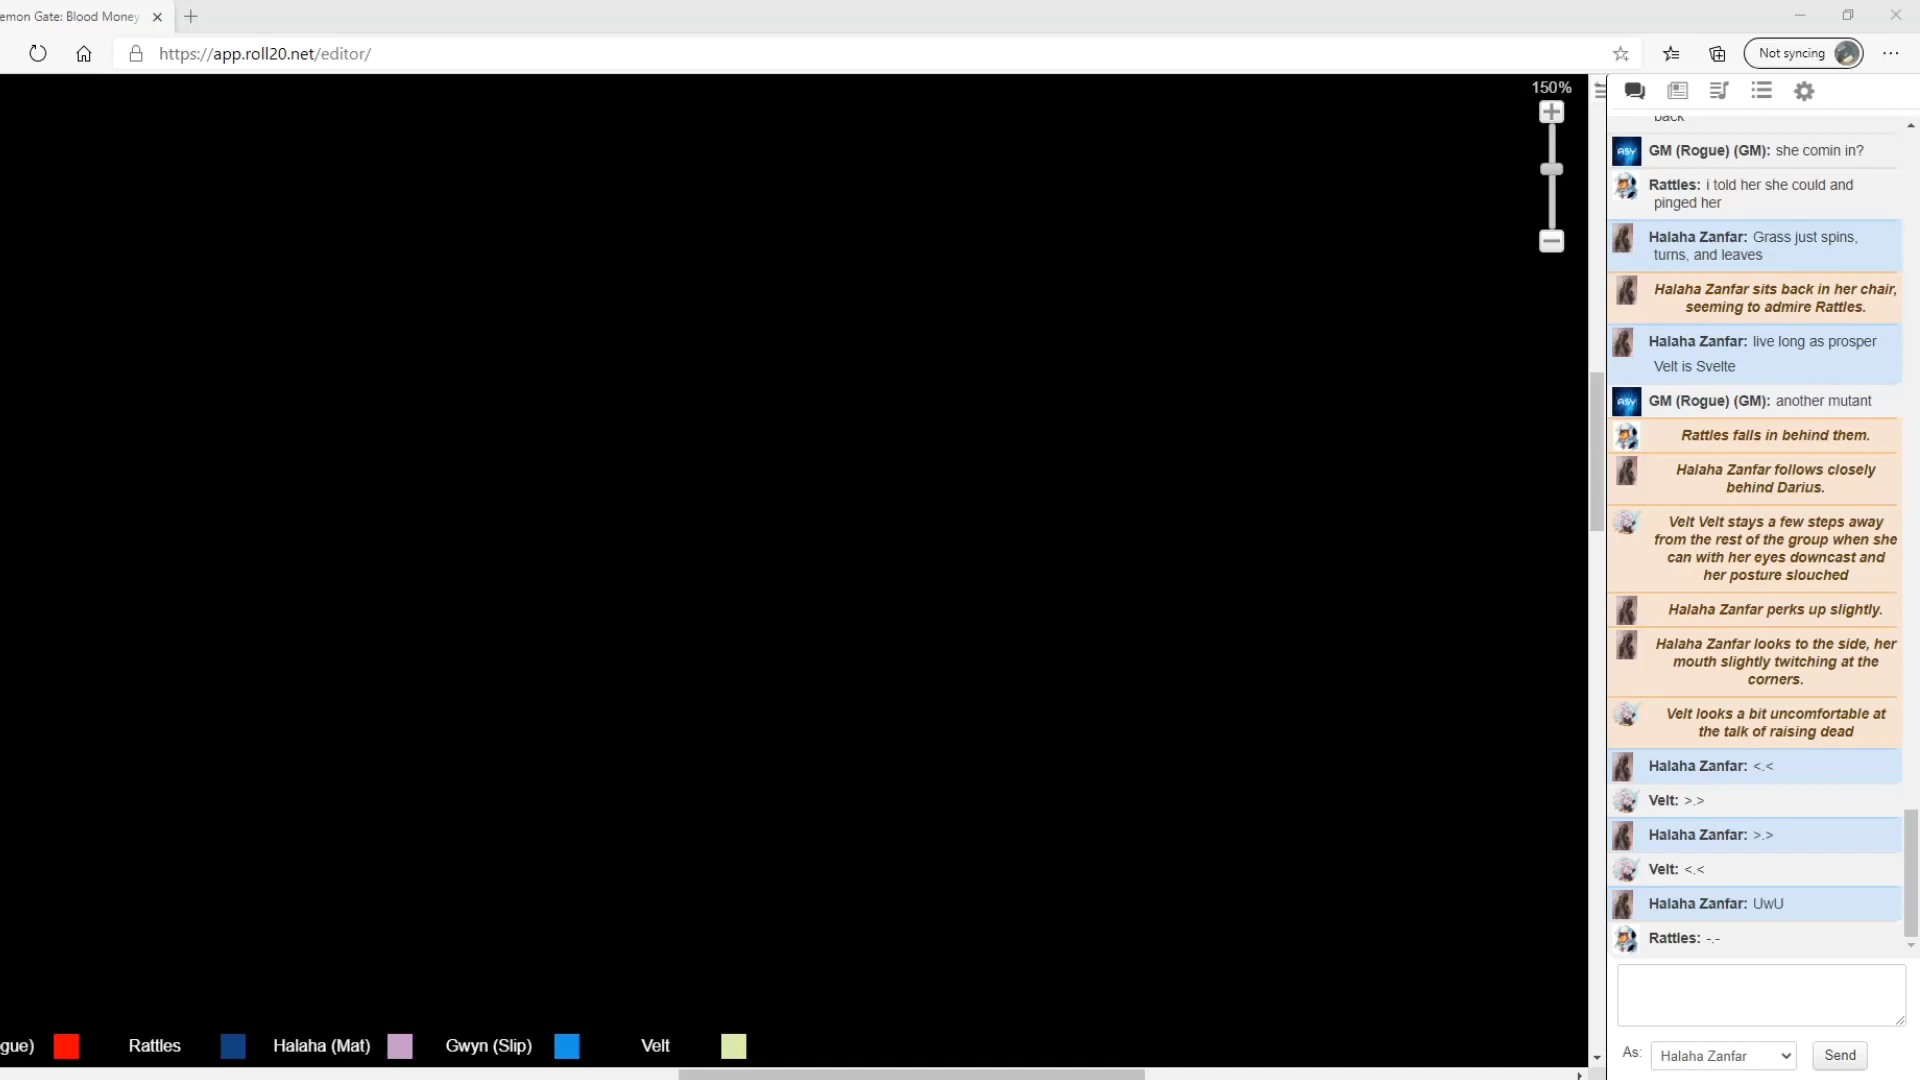 emon Gate: Blood Money
https://app.roll20.net/editor/
Not syncing
150%
back
GM (Rogue) (GM): she comin in?
Rattles: i told her she could and
pinged her
Halaha Zanfar: Grass just spins,
turns, and leaves
Halaha Zanfar sits back in her chair,
seeming to admire Rattles.
Halaha Zanfar: live long as prosper
Velt is Svelte
GM (Rogue) (GM): another mutant
Rattles falls in behind them.
Halaha Zanfar follows closely
behind Darius.
Velt Velt stays a few steps away
from the rest of the group when she
can with her eyes downcast and
her posture slouched
Halaha Zanfar perks up slightly.
Halaha Zanfar looks to the side, her
mouth slightly twitching at the
corners.
Velt looks a bit uncomfortable at
the talk of raising dead
Halaha Zanfar: <.<
Velt: >.>
Halaha Zanfar: >.>
Velt: <.<
Halaha Zanfar: UwU
Rattles: -.-
As: Halaha Zanfar Send
gue) Rattles Halaha (Mat) Gwyn (Slip) Velt